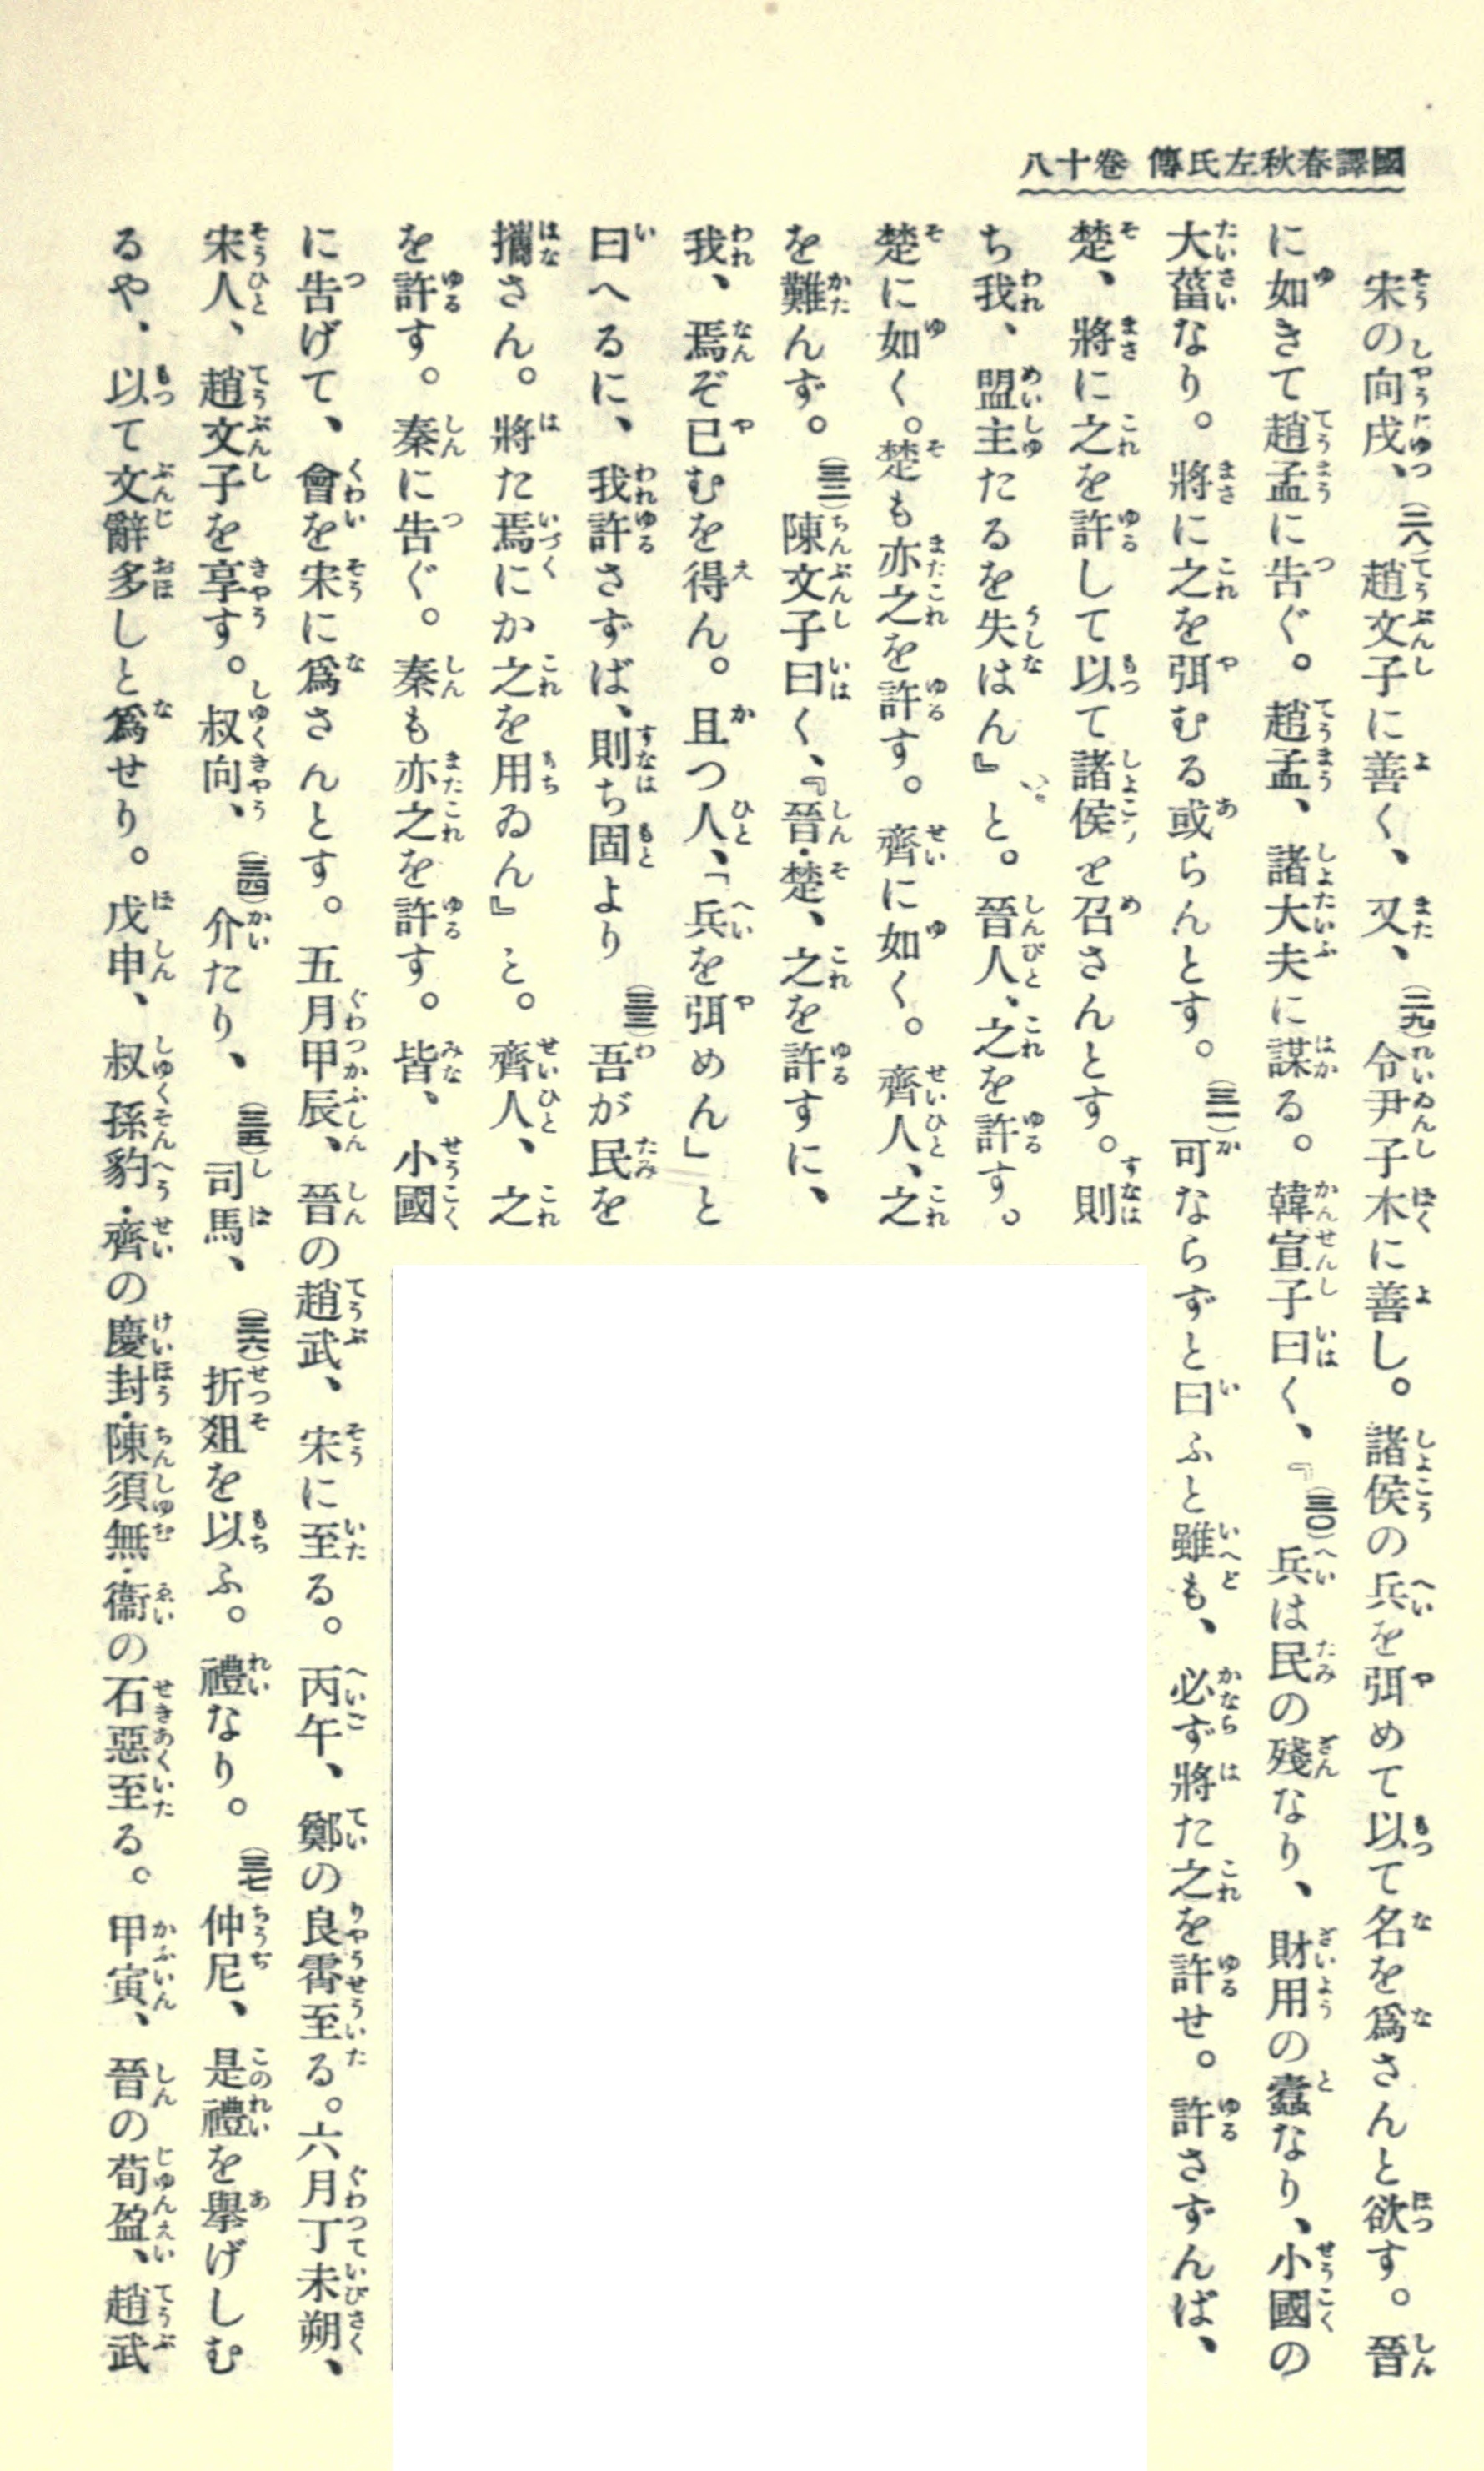 國譯春秋左氏傳 卷十八
宋の向戌、(二八)趙文子に善く、又、(二九)令尹子木に善し。諸侯の兵を弭めて以て名を爲さんと欲す。晉
に如きて趙孟に吿ぐ。趙孟、諸大夫に謀る。韓宣子曰く、『(三〇)兵は民の殘なり、財用の蠹なり、小國の
大菑なり。將に之を弭むる或らんとす。(三一)可ならずと曰ふと雖も、必ず將た之を許せ。許さずんば、
楚、將に之を許して以て諸侯を召さんとす。則
ち我、盟主たるを失はん』と。晉人、之を許す。
楚に如く。楚も亦之を許す。齊に如く。齊人、之
を難んず。(三二)陳文子曰く、『晉・楚、之を許すに、
我、焉ぞ已むを得ん。且つ人、「兵を弭めん」と
曰へるに、我許さずば、則ち固より(三三)吾が民を
攜さん。將た焉にか之を用ゐん』と。齊人、之
を許す。秦に吿ぐ。秦も亦之を許す。皆、小國
に吿げて、會を宋に爲さんとす。五月甲辰、晉の趙武、宋に至る。丙午、鄭の良霄至る。六月丁未朔、
宋人、趙文子を享す。叔向、(三四)介たり、(三五)司馬、(三六)折俎を以ふ。禮なり。(三七)仲尼、是禮を擧げしむ
るや、以て文辭多しと爲せり。戊申、叔孫豹・齊の慶封・陳須無・衞の石惡至る。甲寅、晉の荀盈、趙武